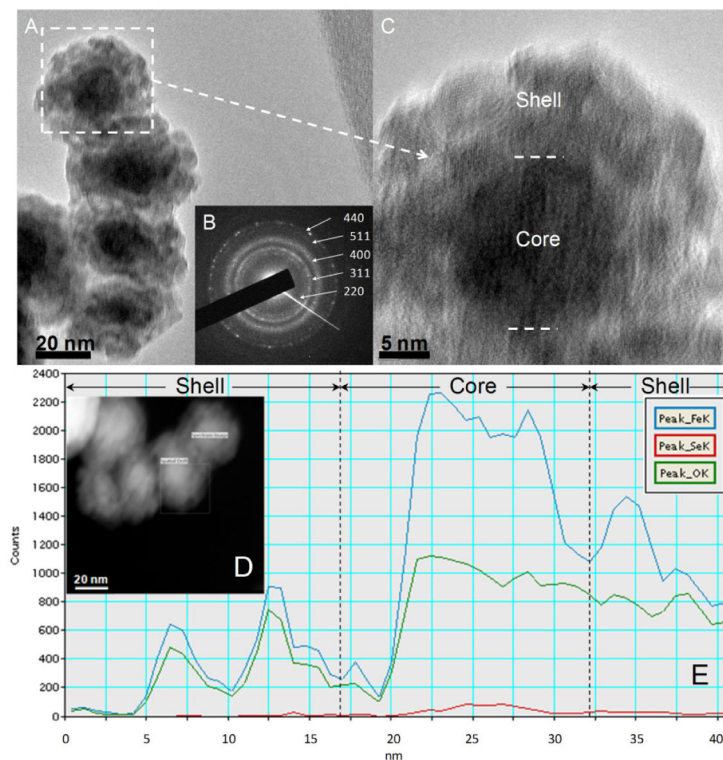 A
20 nm
B
440
511
400
311
220
C
Shell
Core
5 nm
Shell
Core
Shell
2400
2200
2000
1800
1600
1400
1200
1000
800
600
400
200
0
Counts
D
20 nm
Peak_FeK
Peak_SeK
Peak_OK
E
0
5
10
15
20
25
30
35
40
nm